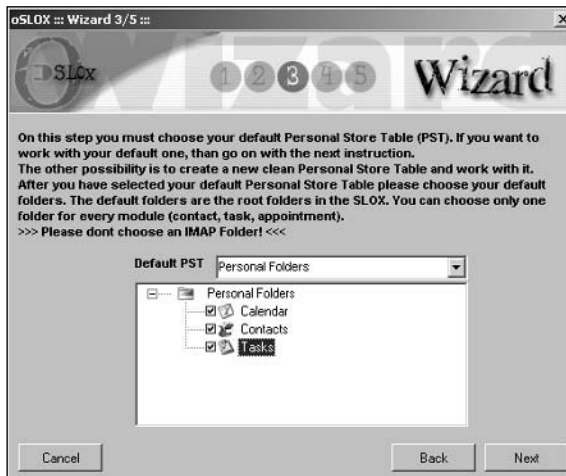 oSLOX ::: Wizard 3/5 :::
SLOx
1 2 3 4 5
Wizard
On this step you must choose your default Personal Store Table (PST). If you want to
work with your default one, than go on with the next instruction.
The other possibility is to create a new clean Personal Store Table and work with it.
After you have selected your default Personal Store Table please choose your default
folders. The default folders are the root folders in the SLOX. You can choose only one
folder for every module (contact, task, appointment).
>>> Please dont choose an IMAP Folder! <<<
Default PST Personal Folders
Personal Folders
Calendar
Contacts
Tasks
Cancel Back Next